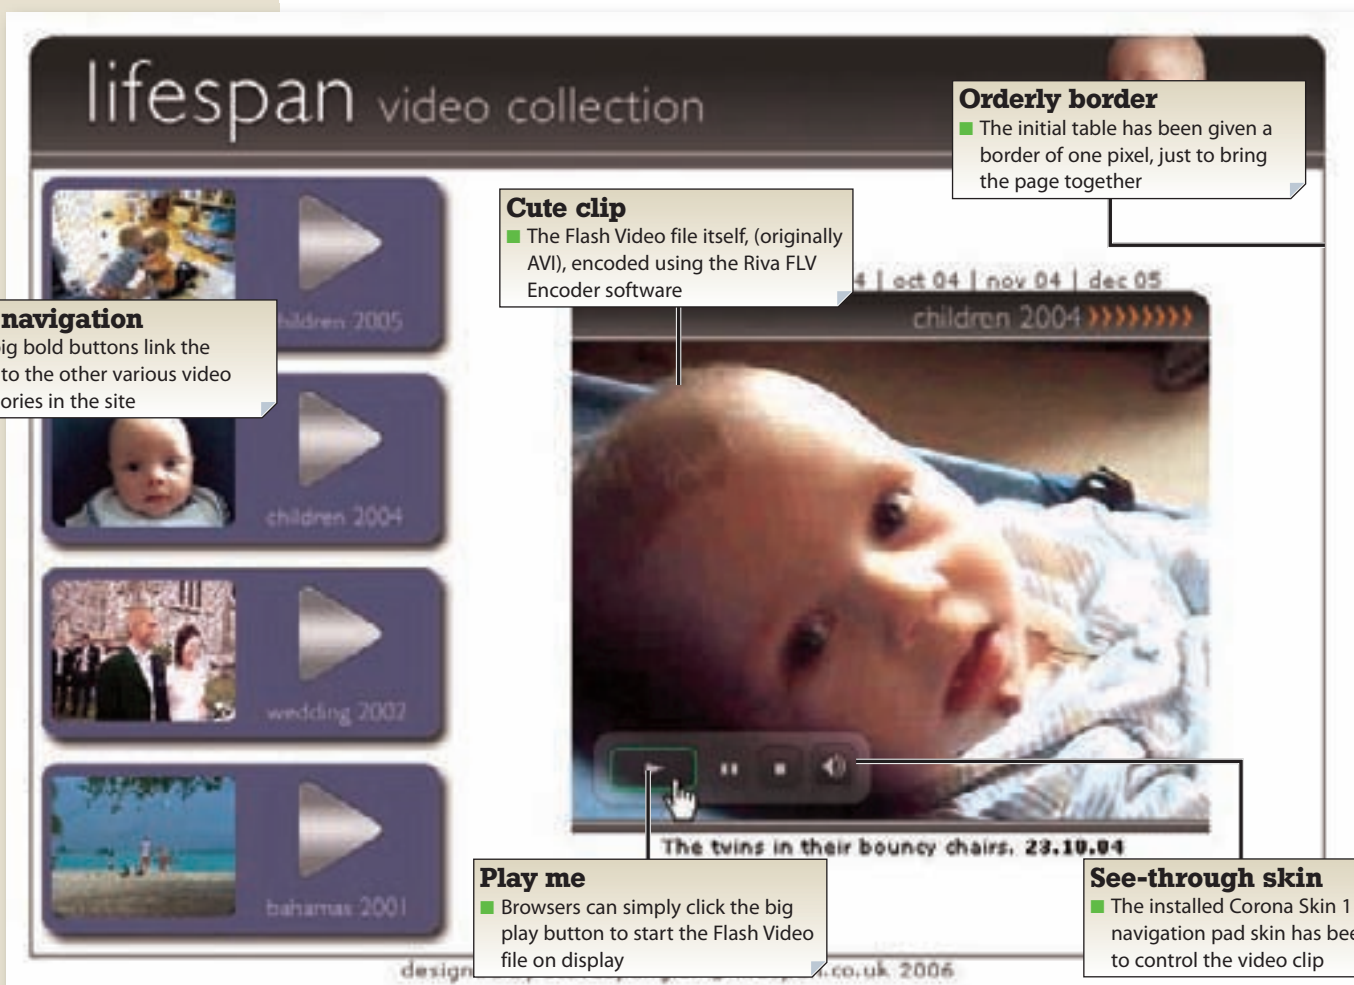 lifespan video collection
Orderly border
The initial table has been given a
border of one pixel, just to bring
the page together
Cute clip
The Flash Video file itself, (originally
AVI), encoded using the Riva FLV
Encoder software
4 | oct 04 | nov 04 | dec 05
children 2004 》》》》
children 2005
navigation
big bold buttons link the
to the other various video
ories in the site
children 2004
wedding 2002
bahamas 2001
The twins in their bouncy chairs. 23.10.04
Play me
Browsers can simply click the big
play button to start the Flash Video
file on display
See-through skin
The installed Corona Skin 1
navigation pad skin has bee
to control the video clip
design .co.uk 2006